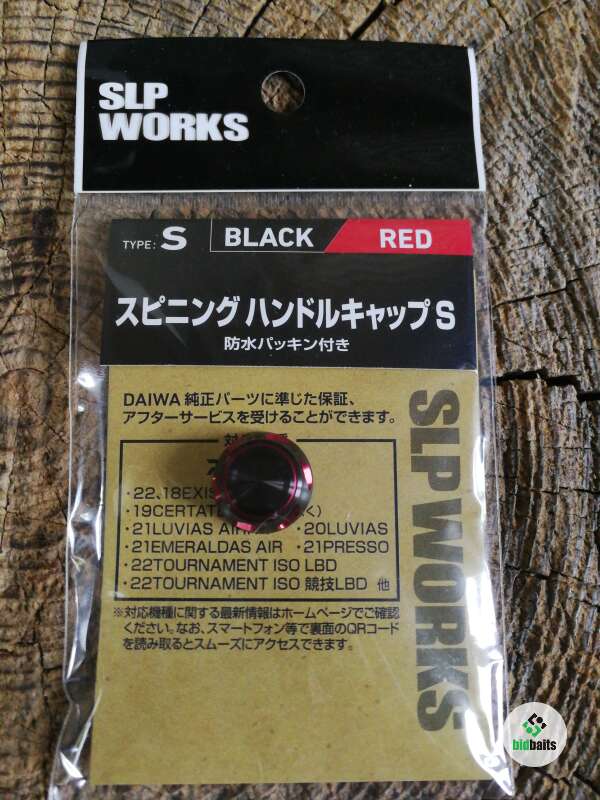 SLP
WORKS
TYPE: S BLACK RED
スピニング ハンドルキャップ S
防水パッキン付き
DAIWA 純正パーツに準じた保証、
アフターサービスを受けることができます。
SLP WORKS
・22、18EXIS
・19CERTATE く）
・21LUVIAS AIR ・20LUVIAS
・21EMERALDAS AIR ・21PRESSO
・22TOURNAMENT ISO LBD
・22TOURNAMENT ISO 競技LBD 他
※対応機種に関する最新情報はホームページでご確認
ください。なお、スマートフォン等で裏面のQRコード
を読み取るとスムーズにアクセスできます。
bidbaits